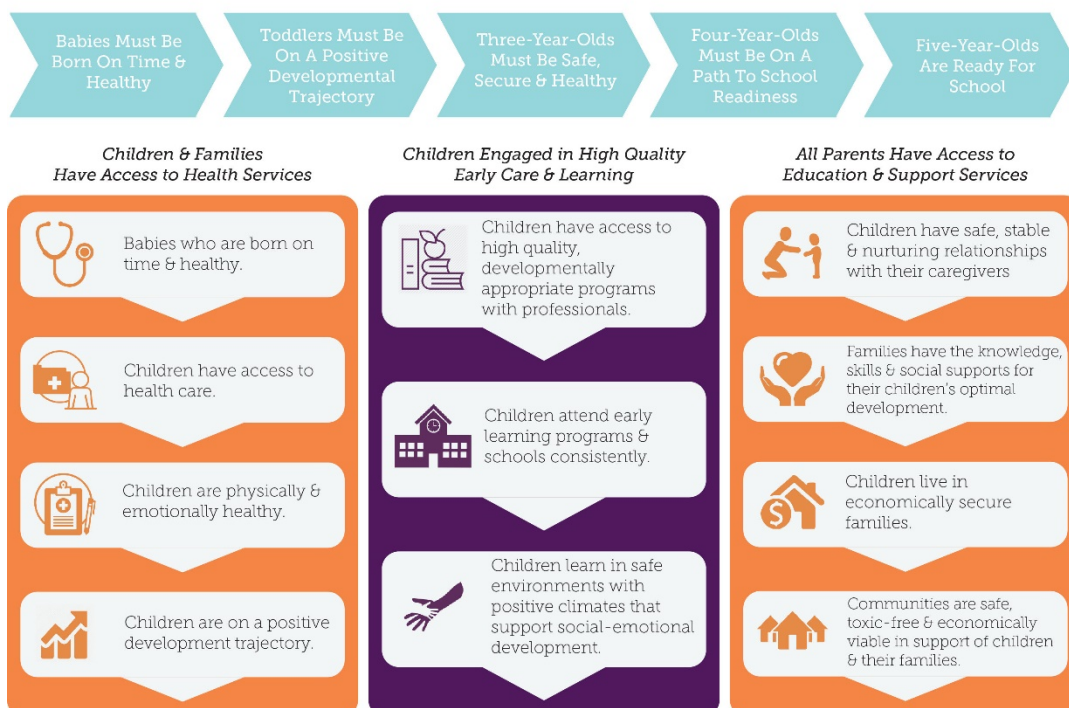 Babies Must Be
Born On Time &
Healthy
Toddlers Must Be
On A Positive
Developmental
Trajectory
Three-Year-Olds
Must Be Safe,
Secure & Healthy
Four-Year-Olds
Must Be On A
Path To School
Readiness
Five-Year-Olds
Are Ready For
School
Children & Families
Have Access to Health Services
Babies who are born on
time & healthy.
Children have access to
health care.
Children are physically &
emotionally healthy.
Children are on a positive
development trajectory.
Children Engaged in High Quality
Early Care & Learning
Children have access to
high quality,
developmentally
appropriate programs
with professionals.
Children attend early
learning programs &
schools consistently.
Children learn in safe
environments with
positive climates that
support social-emotional
development.
All Parents Have Access to
Education & Support Services
Children have safe, stable
& nurturing relationships
with their caregivers
Families have the knowledge,
skills & social supports for
their children's optimal
development.
$
Children live in
economically secure
families.
Communities are safe,
toxic-free & economically
viable in support of children
& their families.